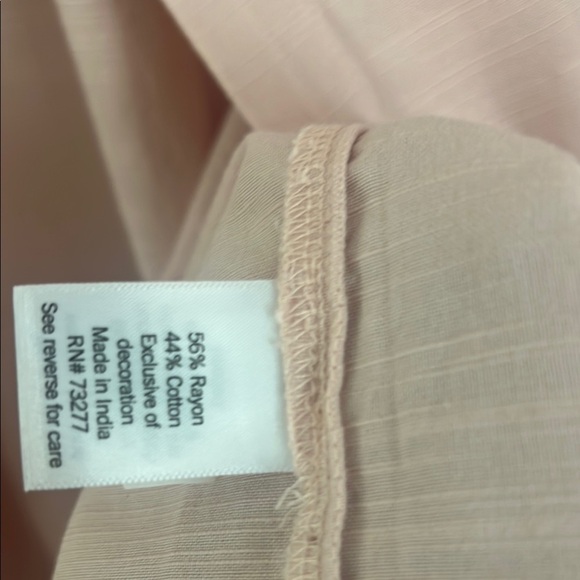 56% Rayon
44% Cotton
Exclusive of
decoration
Made in India
RN# 73277
See reverse for care